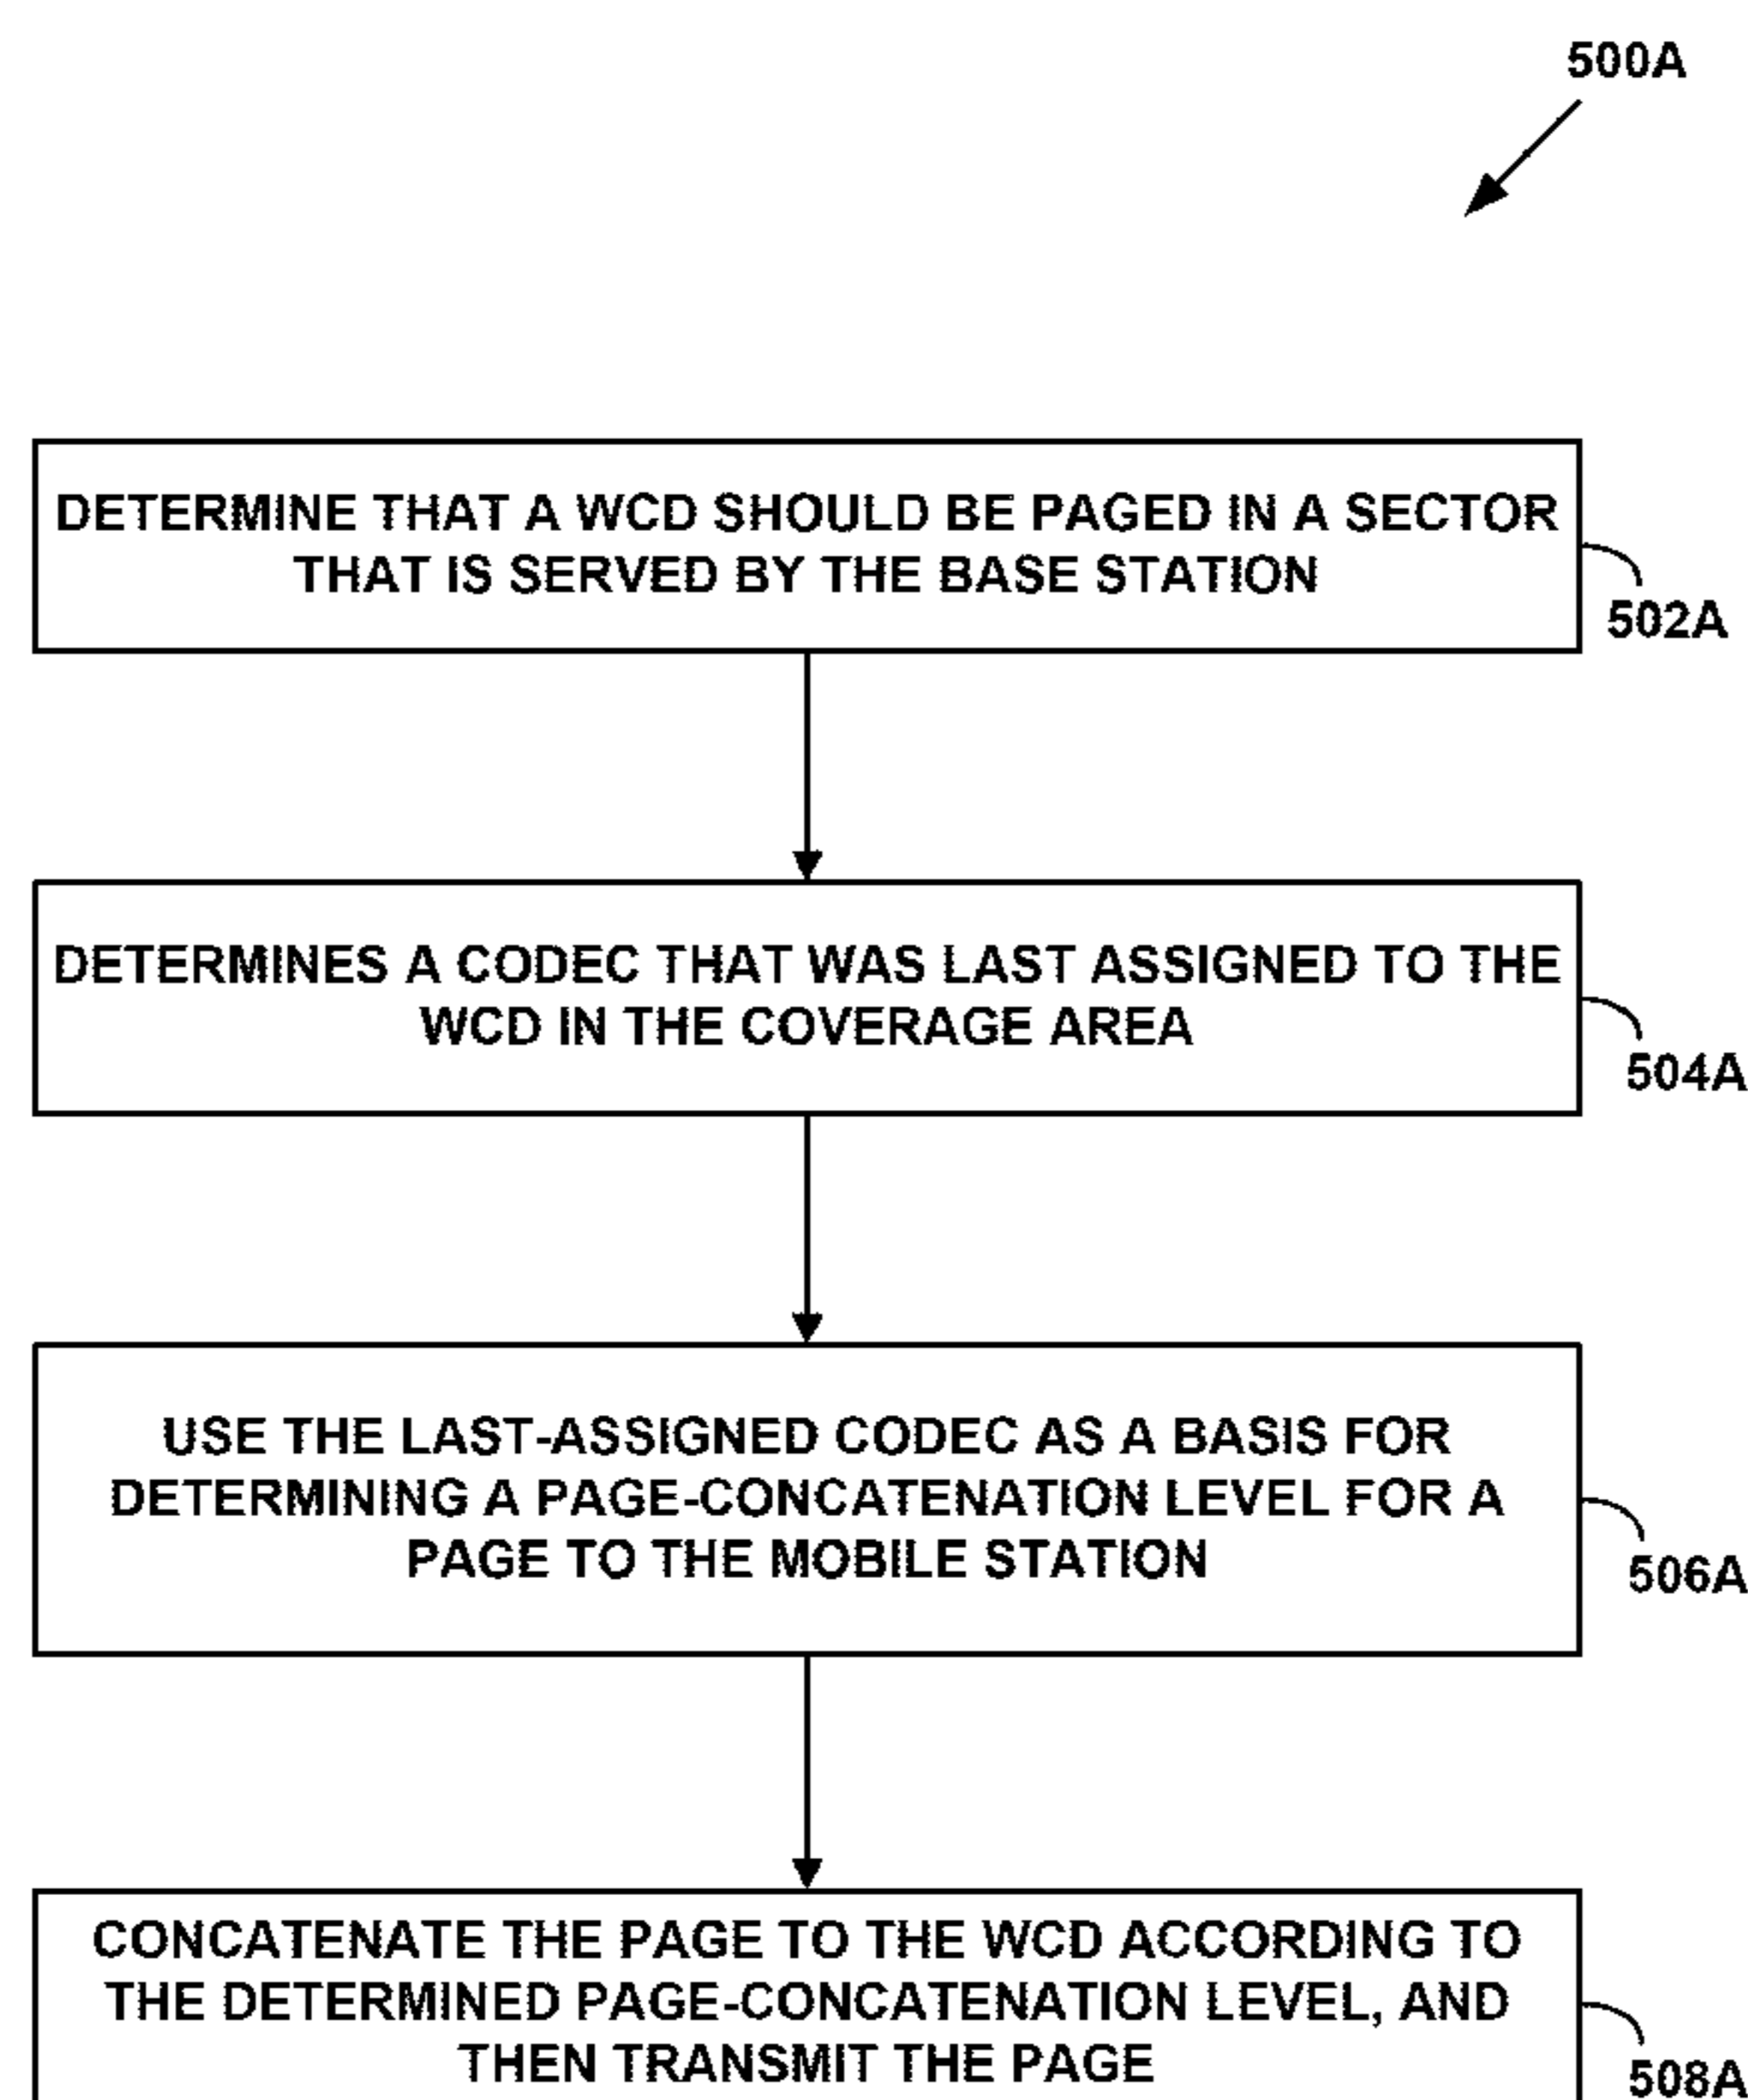 500A
DETERMINE THAT A WCD SHOULD BE PAGED IN A SECTOR
THAT IS SERVED BY THE BASE STATION
502A
DETERMINES A CODEC THAT WAS LAST ASSIGNED TO THE
WCD IN THE COVERAGE AREA
504A
USE THE LAST-ASSIGNED CODEC AS A BASIS FOR
DETERMINING A PAGE-CONCATENATION LEVEL FOR A
PAGE TO THE MOBILE STATION
506A
CONCATENATE THE PAGE TO THE WCD ACCORDING TO
THE DETERMINED PAGE-CONCATENATION LEVEL, AND
THEN TRANSMIT THE PAGE
508A